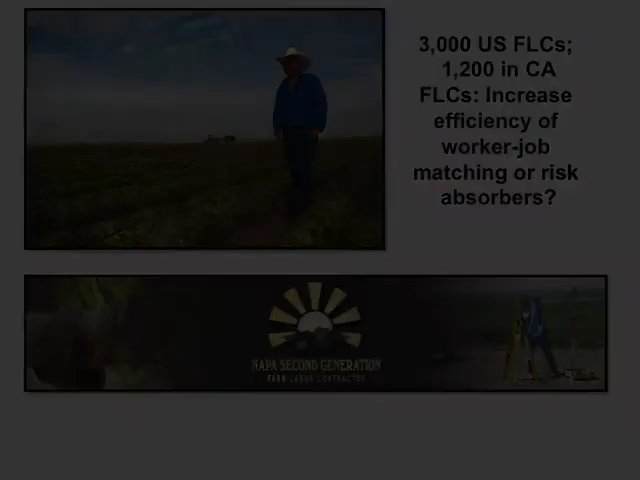 3,000 US FLCs;
1,200 in CA
FLCs: Increase
efficiency of
worker-job
matching or risk
absorbers?
NAPA SECOND GENERATION
FARM LABOR CONTRACTOR